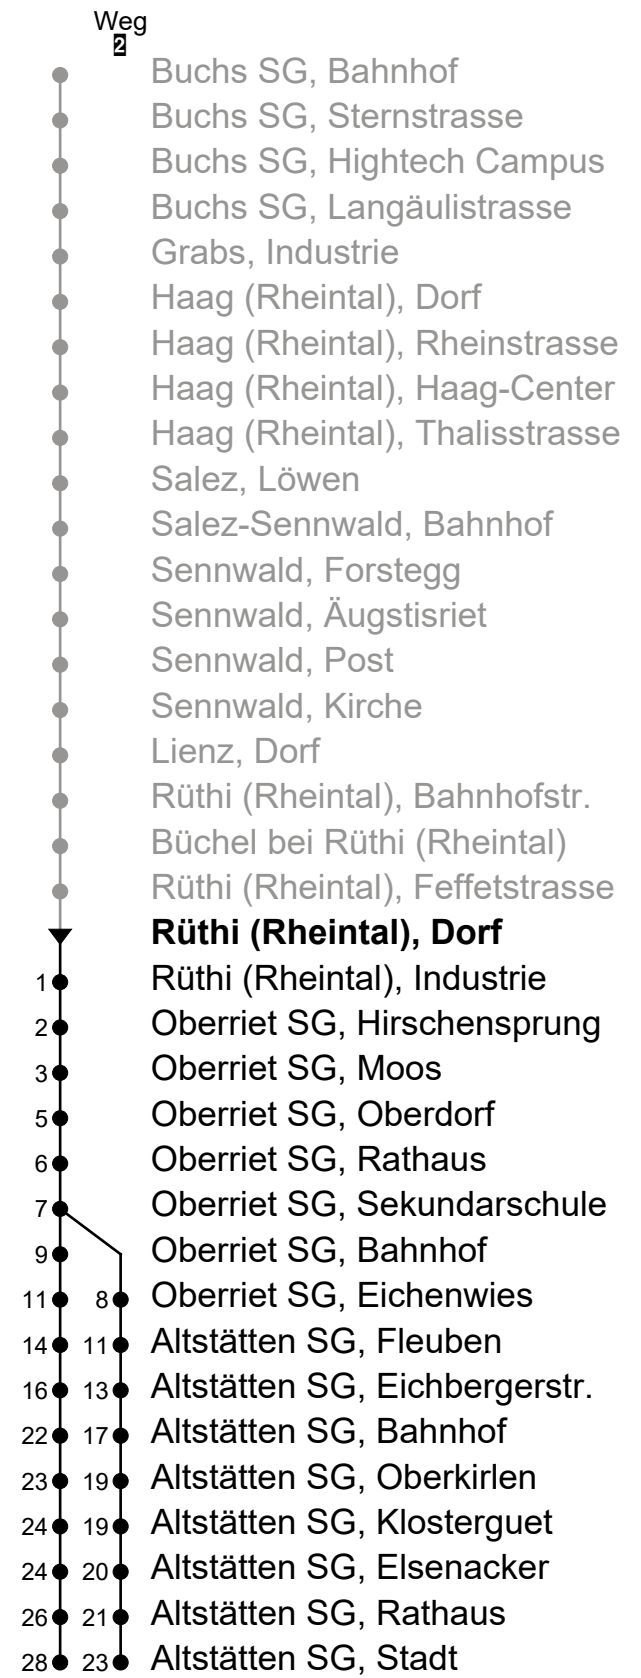 Weg
2
Buchs SG, Bahnhof
Buchs SG, Sternstrasse
Buchs SG, Hightech Campus
Buchs SG, Langäulistrasse
Grabs, Industrie
Haag (Rheintal), Dorf
Haag (Rheintal), Rheinstrasse
Haag (Rheintal), Haag-Center
Haag (Rheintal), Thalisstrasse
Salez, Löwen
Salez-Sennwald, Bahnhof
Sennwald, Forstegg
Sennwald, Äugstisriet
Sennwald, Post
Sennwald, Kirche
Lienz, Dorf
Rüthi (Rheintal), Bahnhofstr.
Büchel bei Rüthi (Rheintal)
Rüthi (Rheintal), Feffetstrasse
Rüthi (Rheintal), Dorf
1 Rüthi (Rheintal), Industrie
2 Oberriet SG, Hirschensprung
3 Oberriet SG, Moos
5 Oberriet SG, Oberdorf
6 Oberriet SG, Rathaus
7 Oberriet SG, Sekundarschule
9 Oberriet SG, Bahnhof
11 8 Oberriet SG, Eichenwies
14 11 Altstätten SG, Fleuben
16 13 Altstätten SG, Eichbergerstr.
22 17 Altstätten SG, Bahnhof
23 19 Altstätten SG, Oberkirlen
24 19 Altstätten SG, Klosterguet
24 20 Altstätten SG, Elsenacker
26 21 Altstätten SG, Rathaus
28 23 Altstätten SG, Stadt